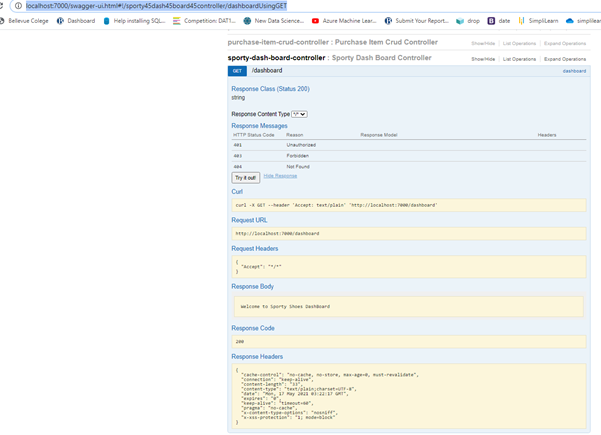 localhost:7000/swagger-ui.html#!/sporty45dash45board45controller/dashboardUsingGET
Bellevue College
Dashboard
Help installing SQL...
Competition: DAT1...
New Data Science...
Azure Machine Lear...
Submit Your Report...
drop
date
SimpliLearn
simplilear
purchase-item-crud-controller : Purchase Item Crud Controller
Show/Hide | List Operations | Expand Operations
sporty-dash-board-controller : Sporty Dash Board Controller
Show/Hide | List Operations | Expand Operations
GET /dashboard
dashboard
Response Class (Status 200)
string
Response Content Type */*
Response Messages
HTTP Status Code Reason Response Model Headers
401 Unauthorized
403 Forbidden
404 Not Found
Try it out! Hide Response
Curl
curl -X GET --header 'Accept: text/plain' 'http://localhost:7000/dashboard'
Request URL
http://localhost:7000/dashboard
Request Headers
{
"Accept": "*/*"
}
Response Body
Welcome to Sporty Shoes DashBoard
Response Code
200
Response Headers
{
"cache-control": "no-cache, no-store, max-age=0, must-revalidate",
"connection": "keep-alive",
"content-length": "33",
"content-type": "text/plain;charset=UTF-8",
"date": "Mon, 17 May 2021 03:22:17 GMT",
"expires": "0",
"keep-alive": "timeout=60",
"pragma": "no-cache",
"x-content-type-options": "nosniff",
"x-xss-protection": "1; mode=block"
}